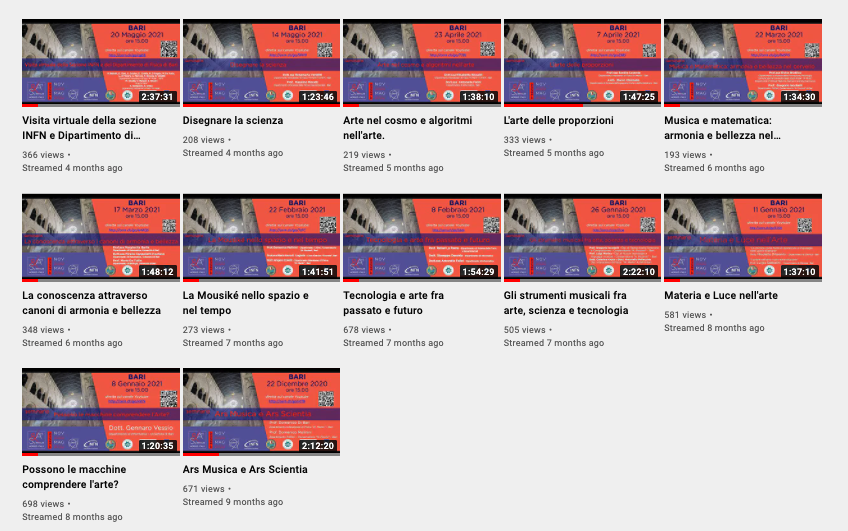 BARI
20 Maggio 2021
ore 15.00
2:37:31
Visita virtuale della sezione
INFN e Dipartimento di...
366 views •
Streamed 4 months ago
BARI
14 Maggio 2021
ore 15.00
Disegnare la scienza
1:23:46
Disegnare la scienza
208 views •
Streamed 4 months ago
BARI
23 Aprile 2021
ore 15.00
1:38:10
Arte nel cosmo e algoritmi
nell'arte.
219 views •
Streamed 5 months ago
BARI
7 Aprile 2021
ore 15.00
1:47:25
L'arte delle proporzioni
333 views •
Streamed 5 months ago
BARI
22 Marzo 2021
ore 15.00
1:34:30
Musica e matematica:
armonia e bellezza nel...
193 views •
Streamed 6 months ago
BARI
17 Marzo 2021
ore 15.00
1:48:12
La conoscenza attraverso
canoni di armonia e bellezza
348 views •
Streamed 6 months ago
BARI
22 Febbraio 2021
ore 15.00
1:41:51
La Mousiké nello spazio e
nel tempo
273 views •
Streamed 7 months ago
BARI
8 Febbraio 2021
ore 15.00
1:54:29
Tecnologia e arte fra
passato e futuro
678 views •
Streamed 7 months ago
BARI
26 Gennaio 2021
ore 15.00
2:22:10
Gli strumenti musicali fra
arte, scienza e tecnologia
505 views •
Streamed 7 months ago
BARI
11 Gennaio 2021
ore 15.00
1:37:10
Materia e Luce nell'arte
581 views •
Streamed 8 months ago
BARI
8 Gennaio 2021
ore 15.00
Dott. Gennaro Vessio
1:20:35
Possono le macchine
comprendere l'arte?
698 views •
Streamed 8 months ago
BARI
22 Dicembre 2020
ore 15.00
Ars Musica e Ars Scientia
2:12:20
Ars Musica e Ars Scientia
671 views •
Streamed 9 months ago